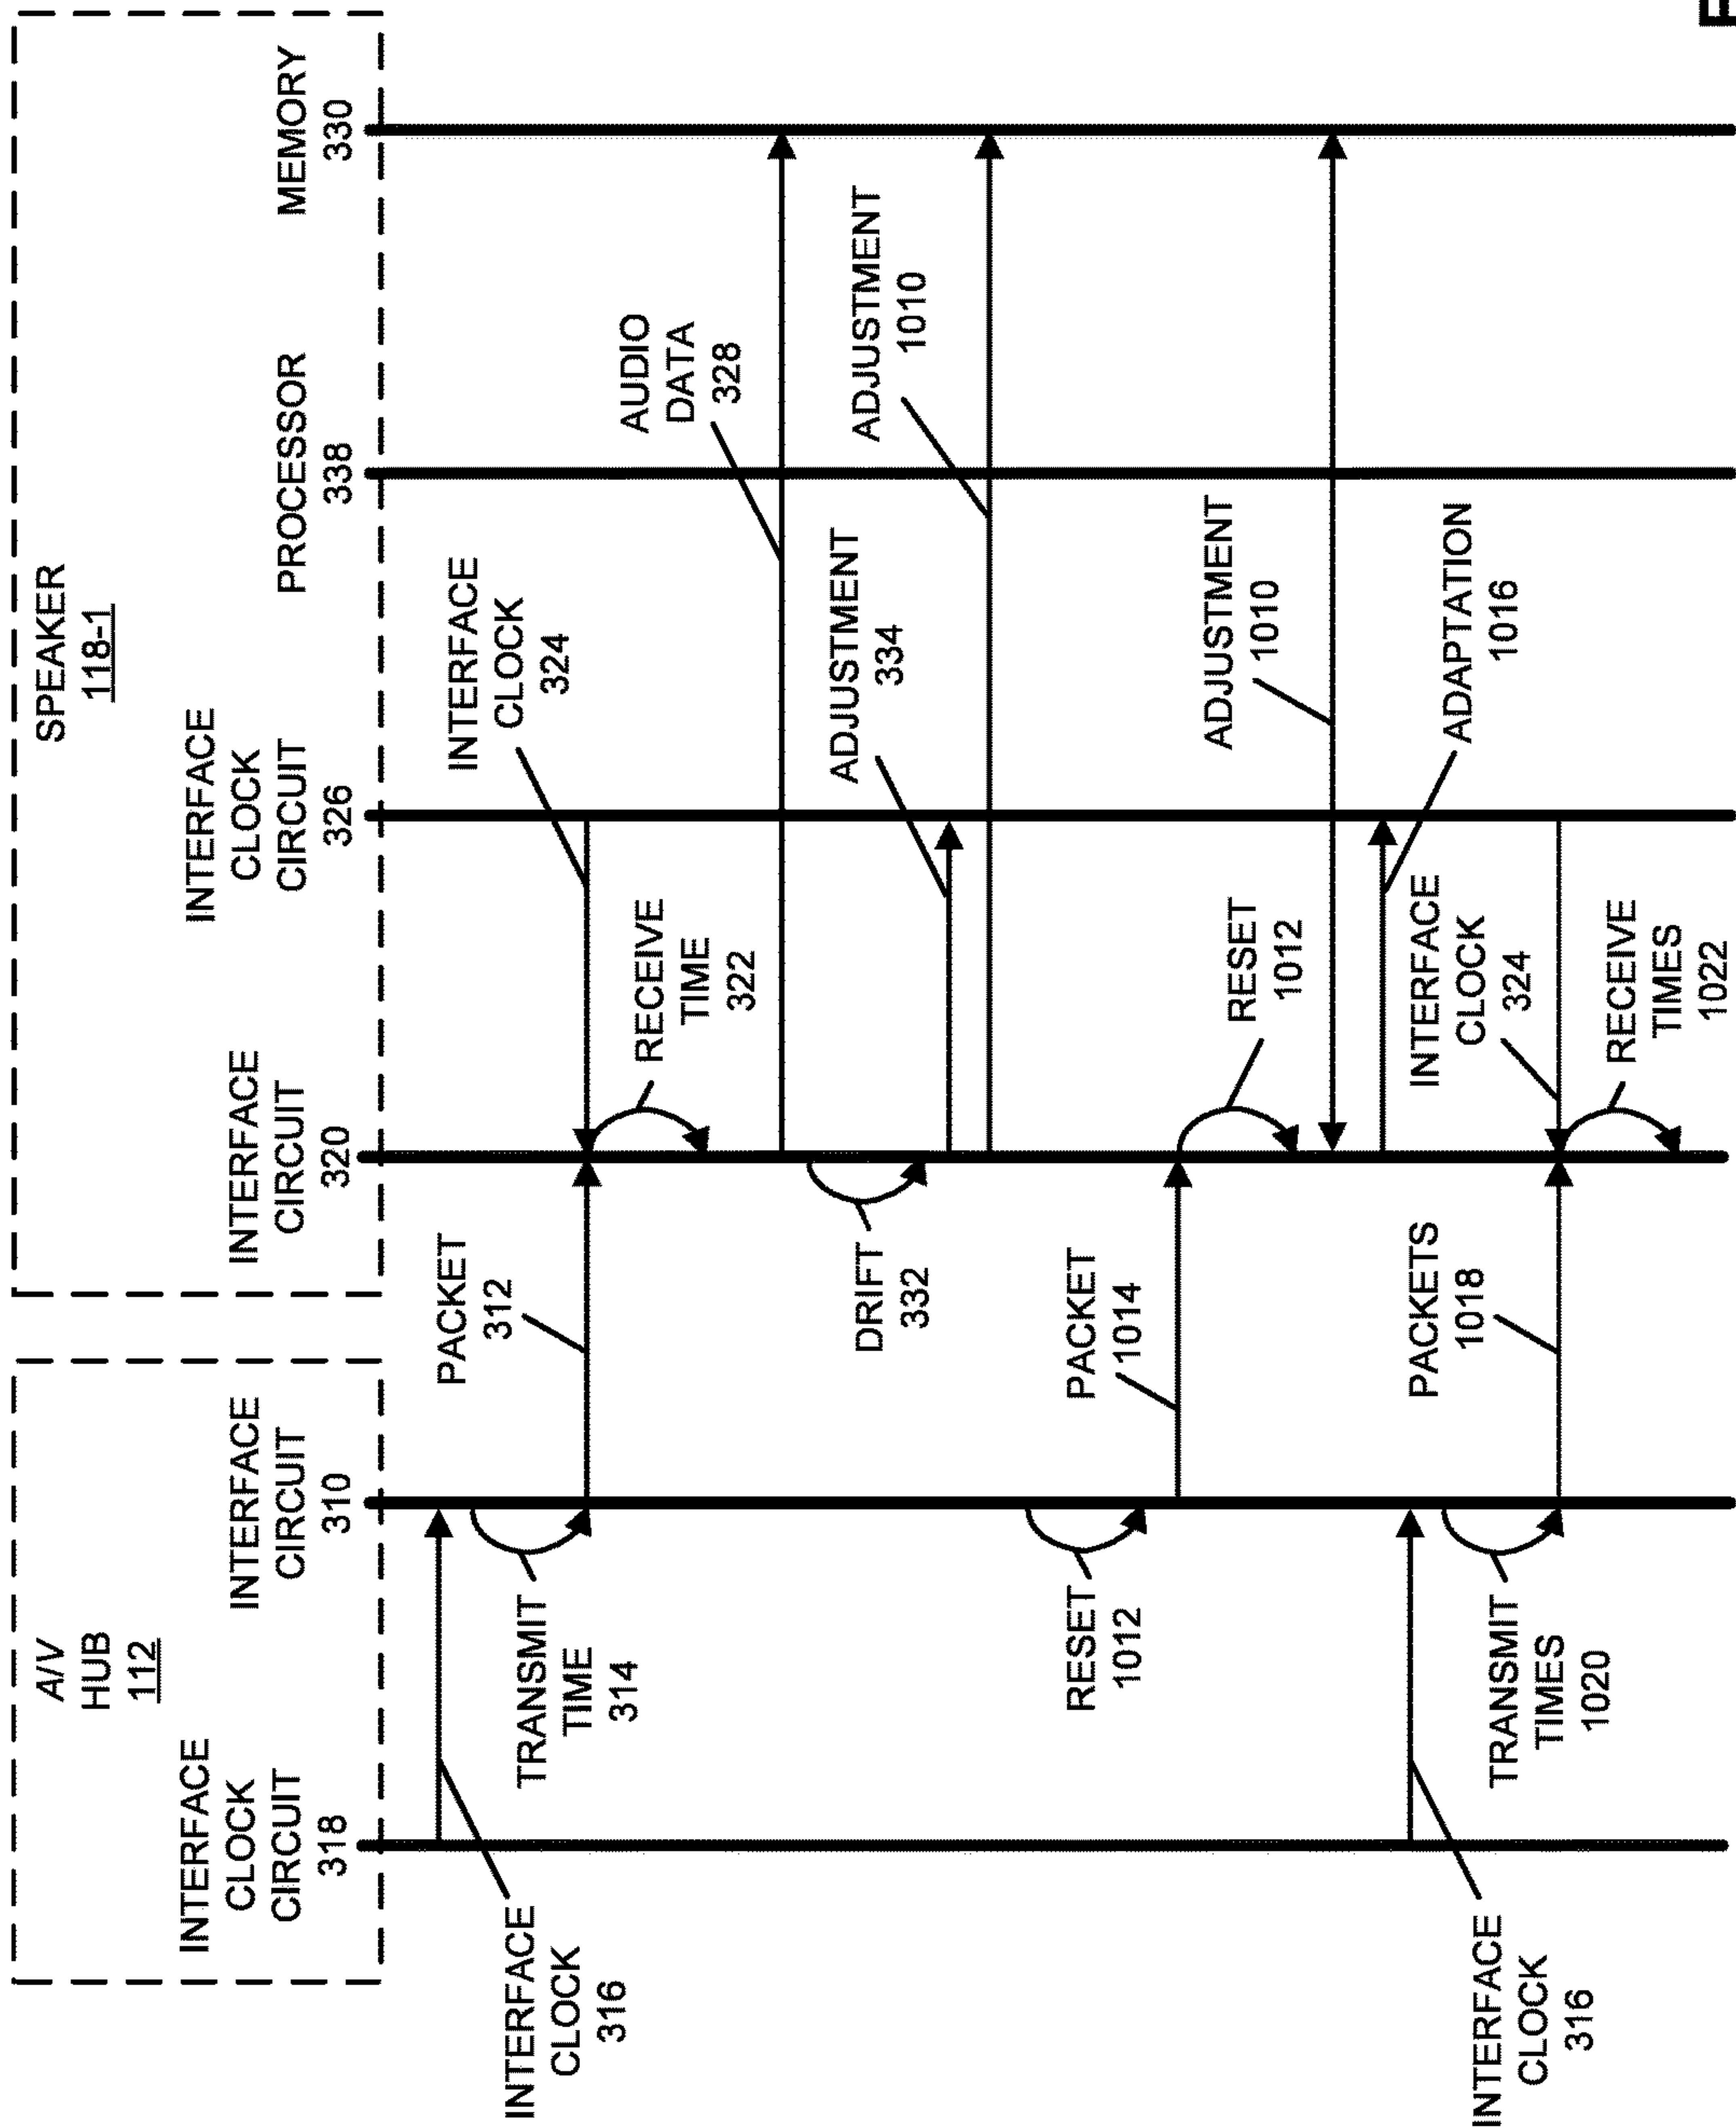 A/V
HUB
112
INTERFACE
CLOCK
CIRCUIT
318
INTERFACE
CIRCUIT
310
SPEAKER
118-1
INTERFACE
CIRCUIT
320
INTERFACE
CLOCK
CIRCUIT
326
PROCESSOR
338
MEMORY
330
INTERFACE
CLOCK
316
TRANSMIT
TIME
314
PACKET
312
INTERFACE
CLOCK
324
RECEIVE
TIME
322
AUDIO
DATA
328
DRIFT
332
ADJUSTMENT
334
ADJUSTMENT
1010
RESET
1012
PACKET
1014
RESET
1012
ADJUSTMENT
1010
ADAPTATION
1016
INTERFACE
CLOCK
316
TRANSMIT
TIMES
1020
PACKETS
1018
INTERFACE
CLOCK
324
RECEIVE
TIMES
1022